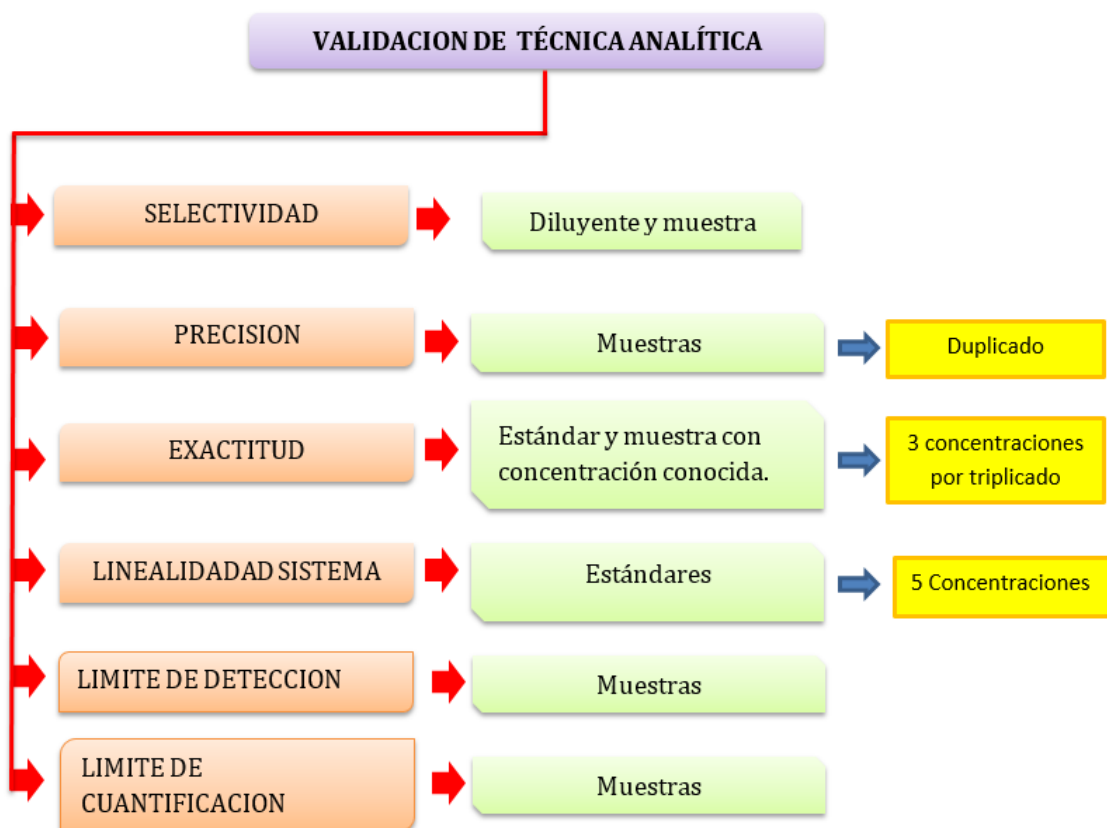 VALIDACION DE TÉCNICA ANALÍTICA
SELECTIVIDAD
Diluyente y muestra
PRECISION
Muestras
Duplicado
EXACTITUD
Estándar y muestra con
concentración conocida.
3 concentraciones
por triplicado
LINEALIDADAD SISTEMA
Estándares
5 Concentraciones
LIMITE DE DETECCION
Muestras
LIMITE DE
CUANTIFICACION
Muestras